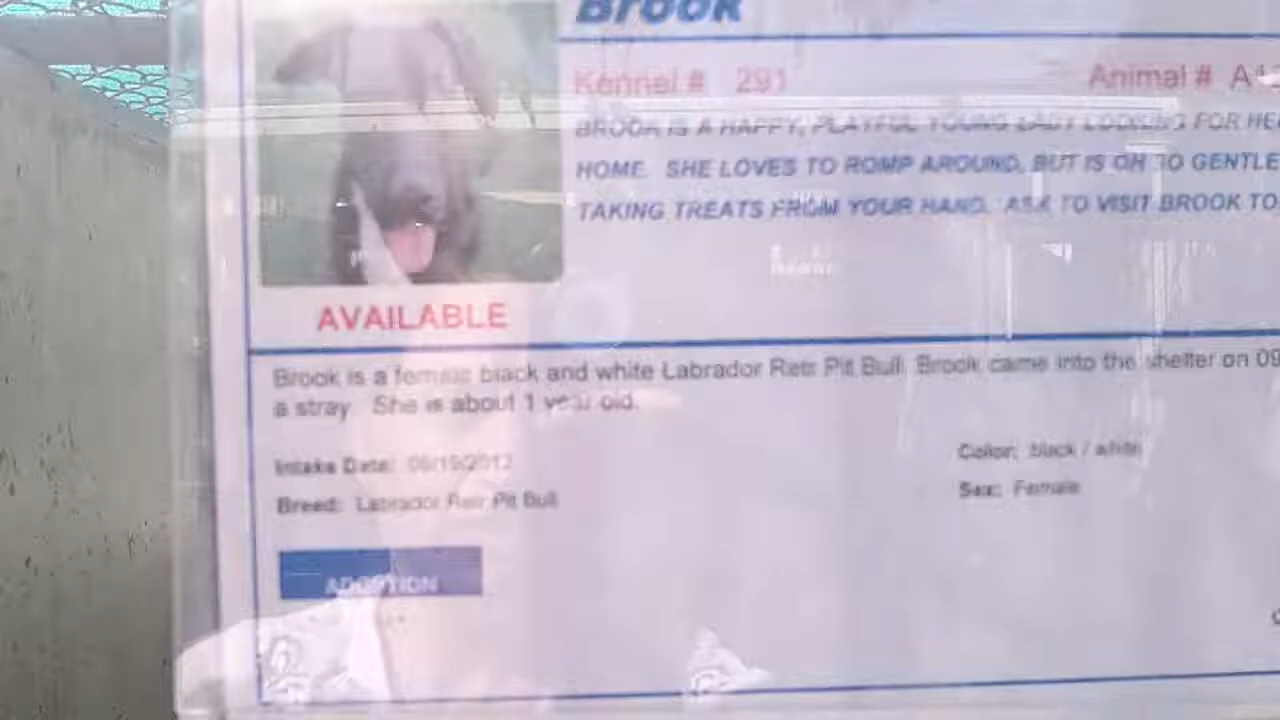 Brook
Kennel # 291 Animal # A12
BROOK IS A HAPPY, PLAYFUL YOUNG LADY LOOKING FOR HE
HOME. SHE LOVES TO ROMP AROUND, BUT IS OH SO GENTLE
TAKING TREATS FROM YOUR HAND. ASK TO VISIT BROOK TO
AVAILABLE
Brook is a female black and white Labrador Retr Pit Bull. Brook came into the shelter on 09
a stray. She is about 1 year old.
Intake Date:
Color: black / white
Breed: Labrador Retr Pit Bull
Sex: Female
ADOPTION